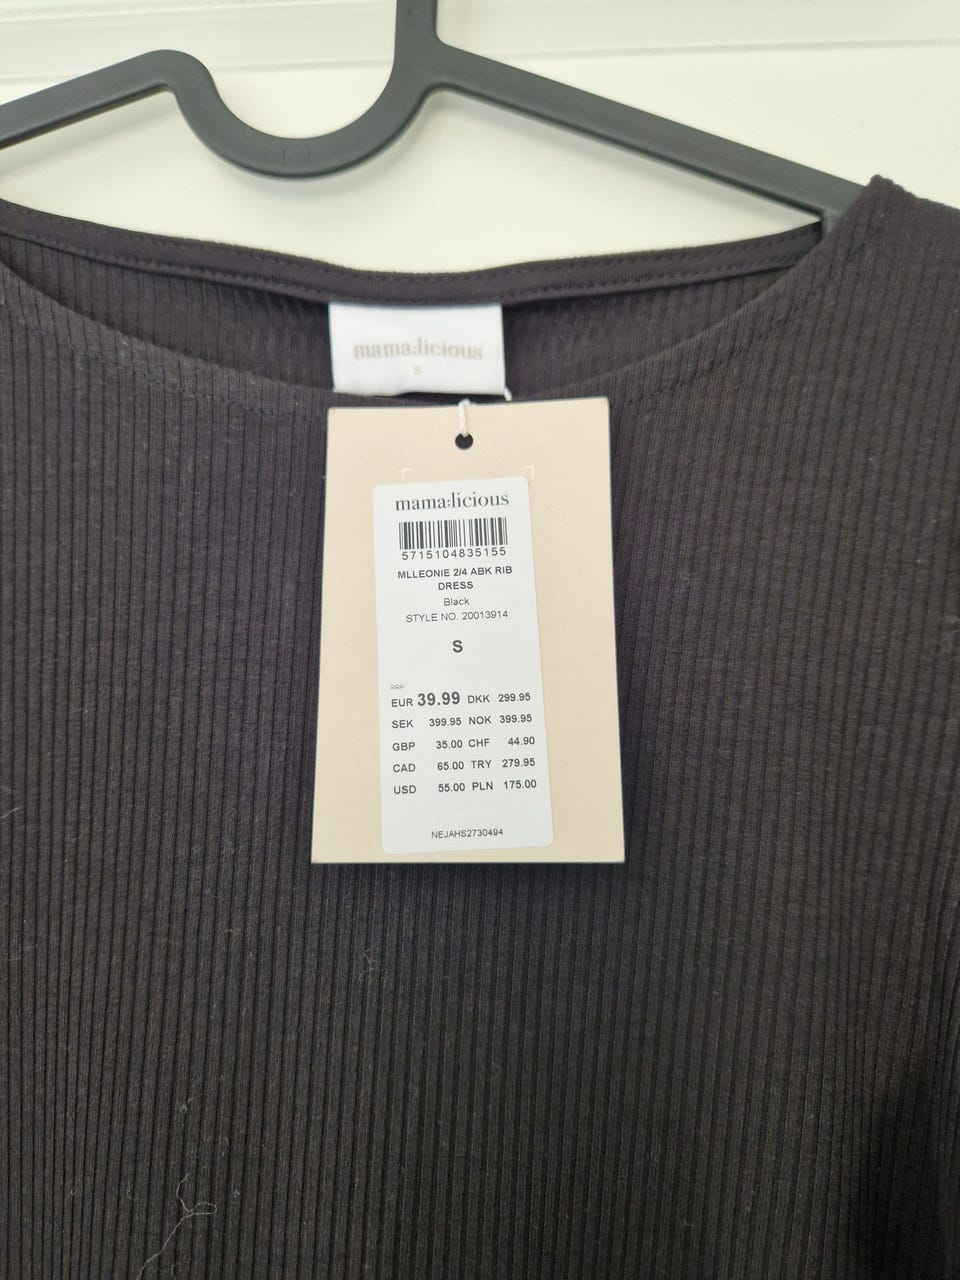 mama:licious
S
mama:licious
5715104835155
MLLEONIE 2/4 ABK RIB
DRESS
Black
STYLE NO. 20013914
S
RRP
EUR 39.99 DKK 299.95
SEK 399.95 NOK 399.95
GBP 35.00 CHF 44.90
CAD 65.00 TRY 279.95
USD 55.00 PLN 175.00
NEJAHS2730494